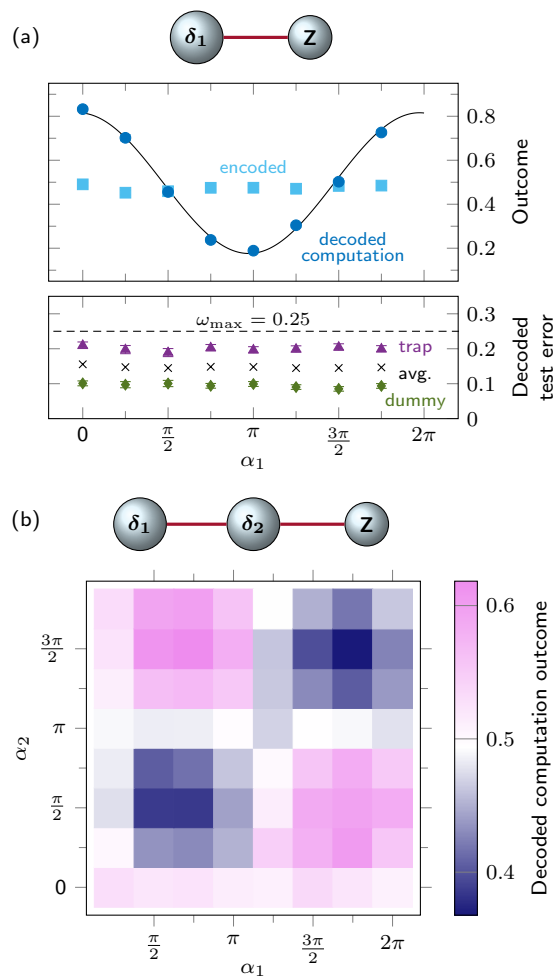 (a)
δ₁ Z
0.8
0.6
0.4
0.2
Outcome
encoded
decoded
computation
ω_max = 0.25
trap
avg.
dummy
0.3
0.2
0.1
0
Decoded
test error
0 π/2 π 3π/2 2π
α₁
(b)
δ₁ δ₂ Z
3π/2
π
π/2
0
α₂
π/2 π 3π/2 2π
α₁
0.6
0.5
0.4
Decoded computation outcome